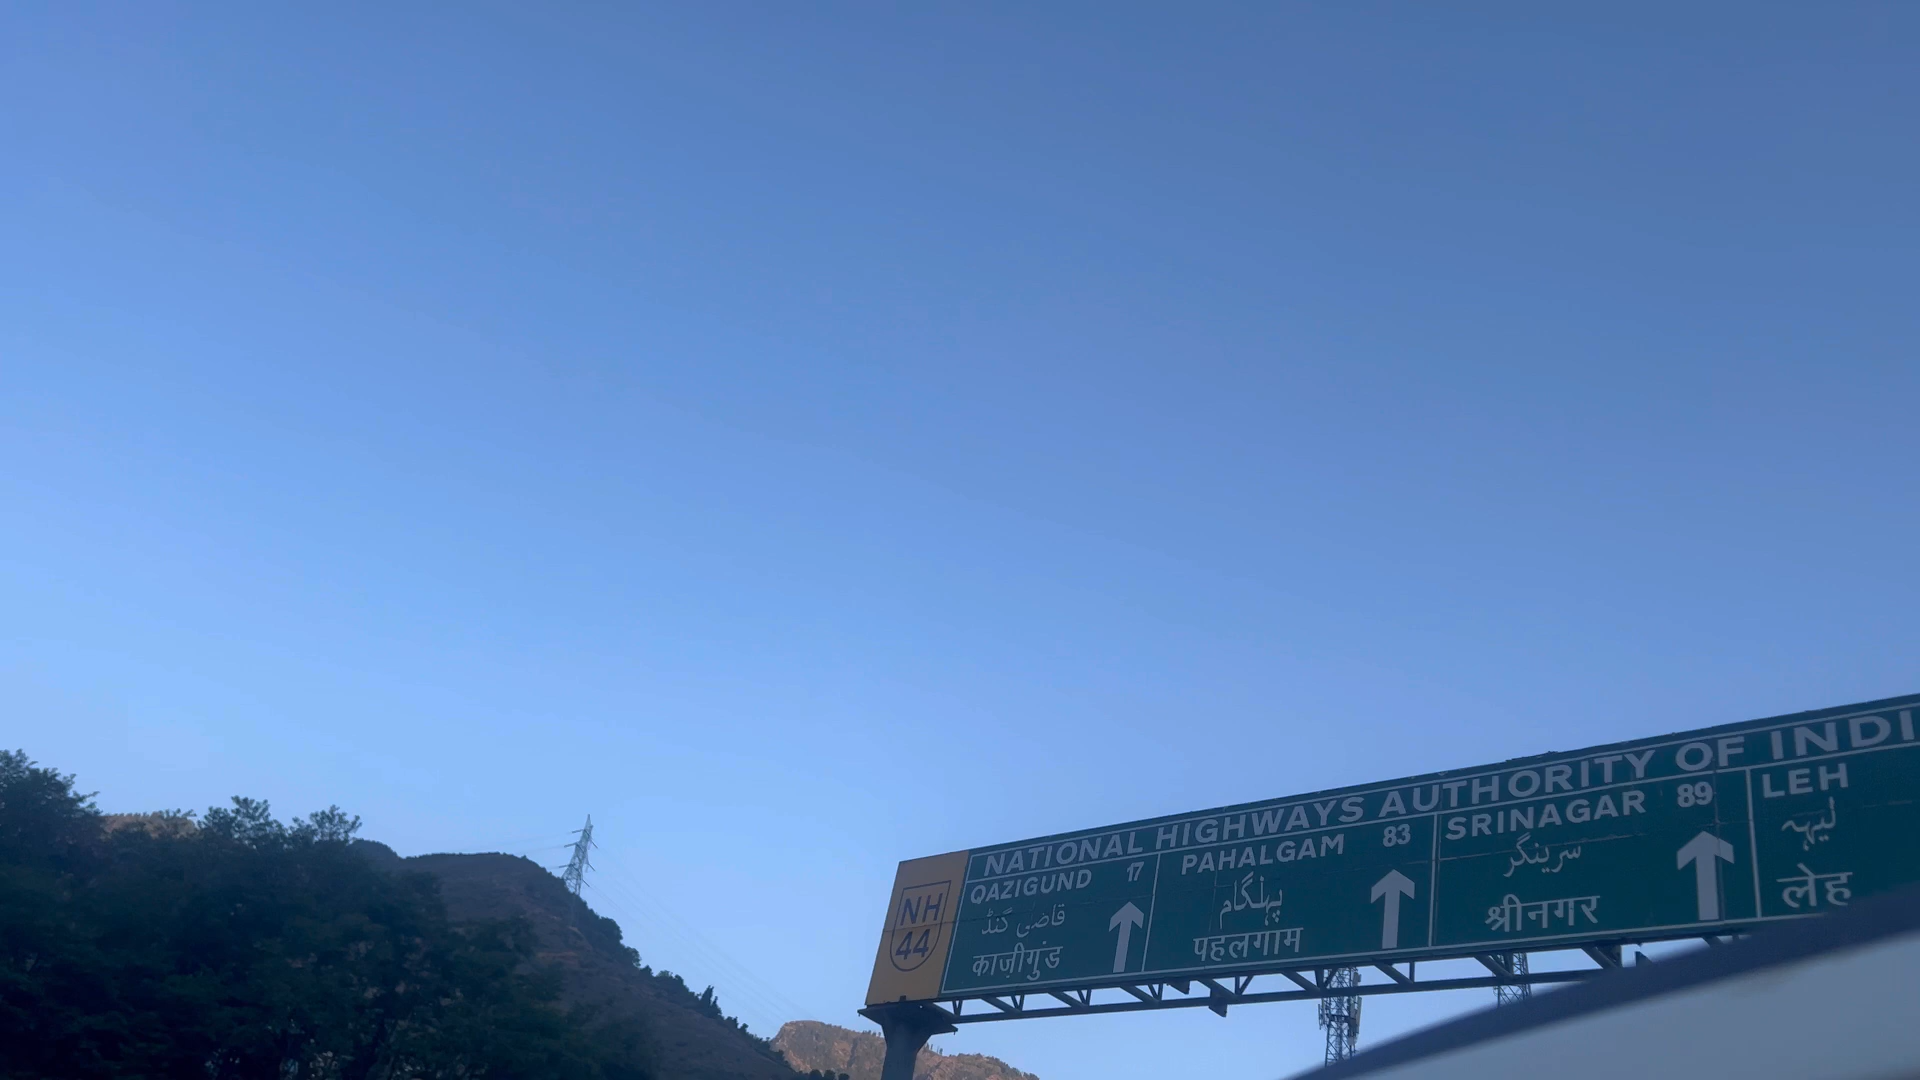 NATIONAL HIGHWAYS AUTHORITY OF INDI
NH
44
QAZIGUND 17
قاضی گنڈ
काज़ीगुंड
PAHALGAM 83
پہلگام
पहलगाम
SRINAGAR 89
سرینگر
श्रीनगर
LEH
لیہہ
लेह